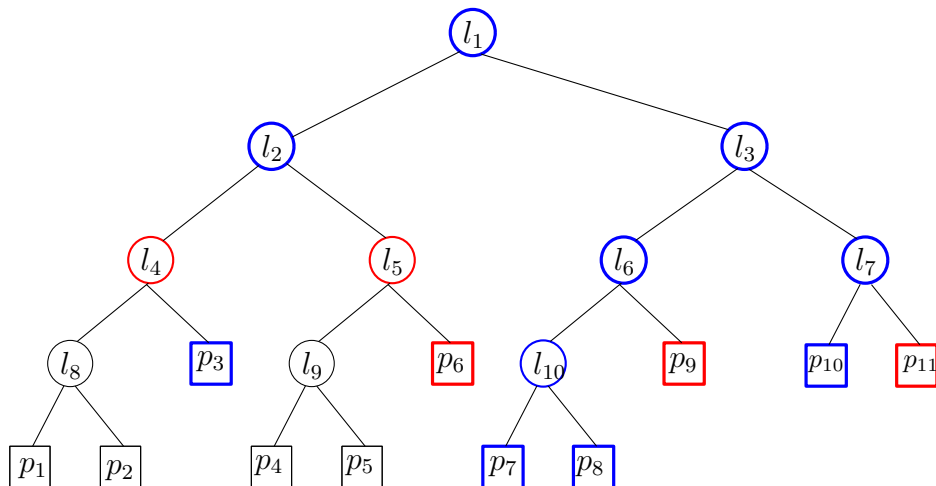 l₁
l₂ l₃
l₄ l₅ l₆ l₇
l₈ p₃ l₉ p₆ l₁₀ p₉ p₁₀ p₁₁
p₁ p₂ p₄ p₅ p₇ p₈